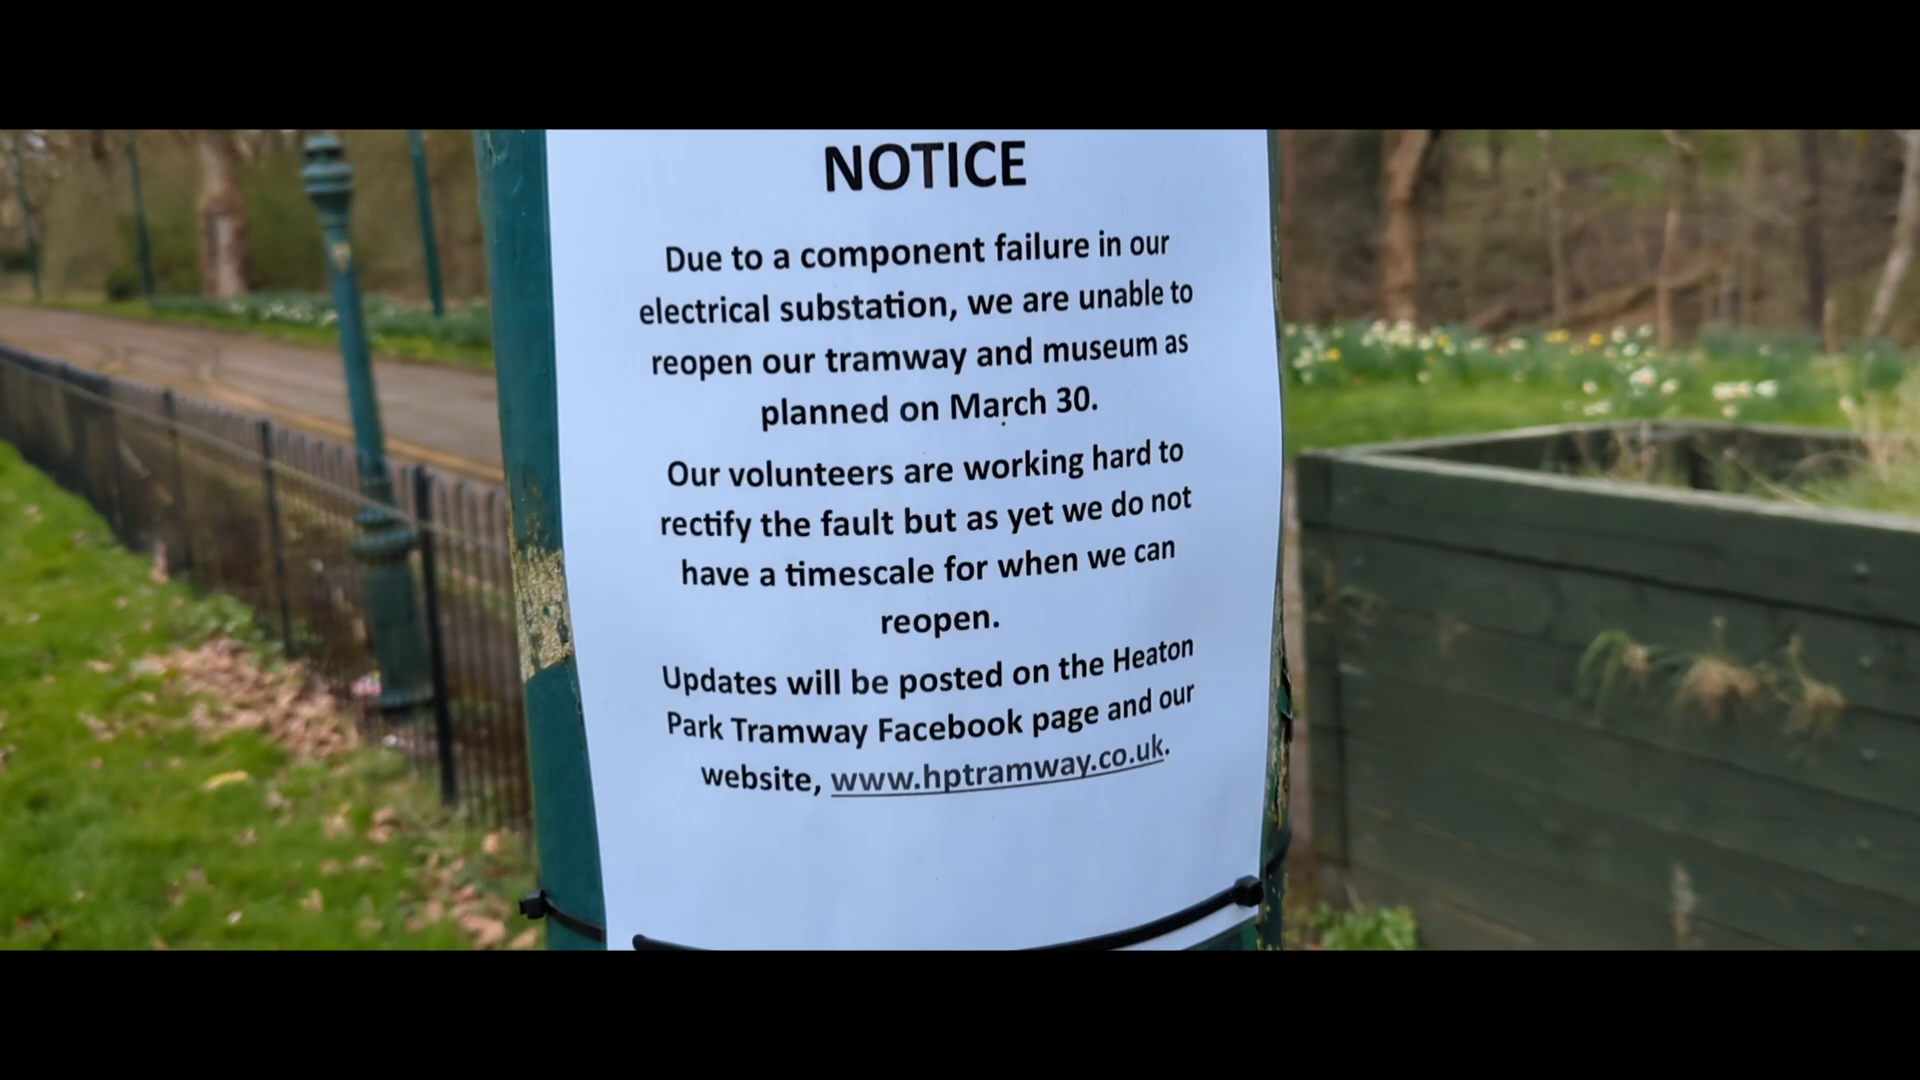 NOTICE
Due to a component failure in our
electrical substation, we are unable to
reopen our tramway and museum as
planned on March 30.
Our volunteers are working hard to
rectify the fault but as yet we do not
have a timescale for when we can
reopen.
Updates will be posted on the Heaton
Park Tramway Facebook page and our
website, www.hptramway.co.uk.